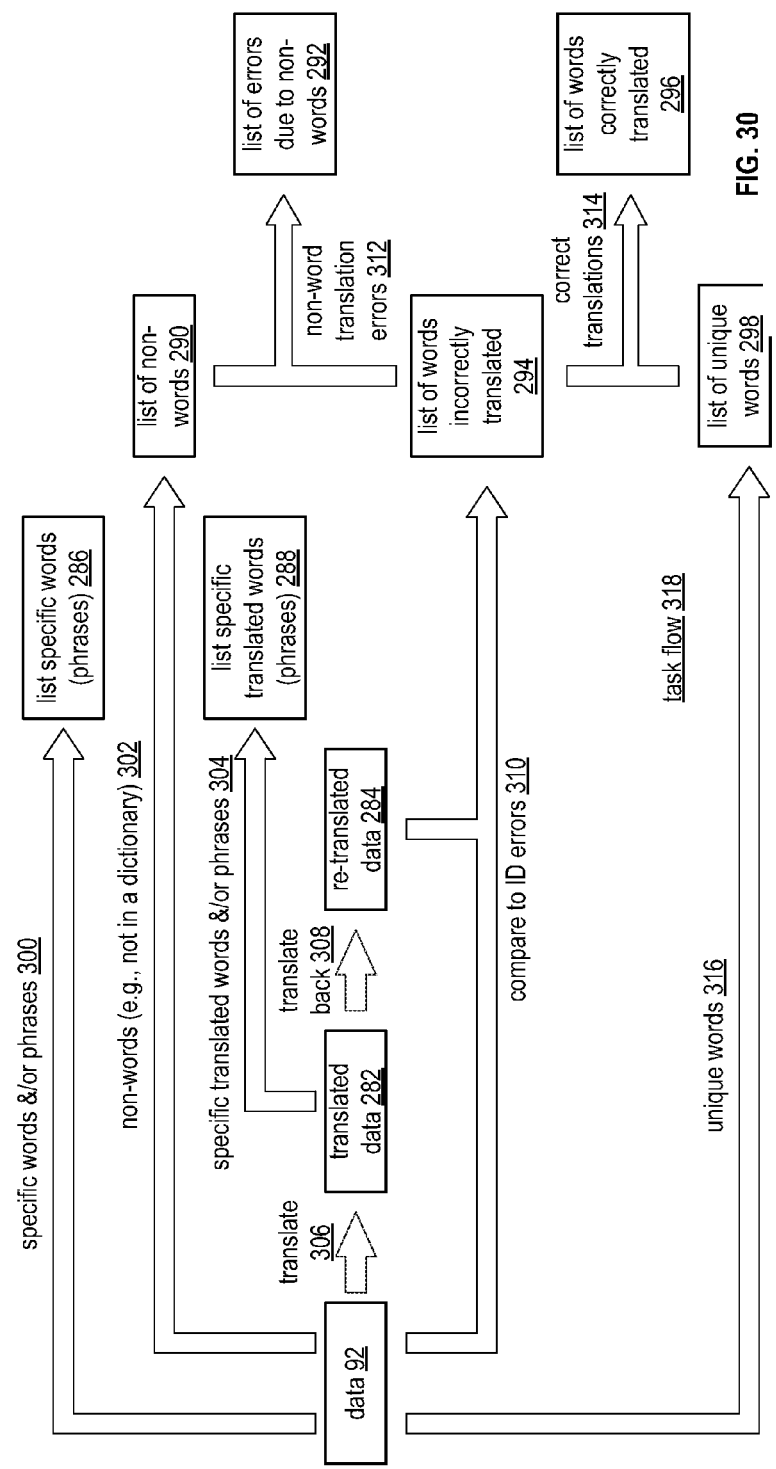 specific words &/or phrases 300
list specific words
(phrases) 286
non-words (e.g., not in a dictionary) 302
list of non-
words 290
list of errors
due to non-
words 292
specific translated words &/or phrases 304
list specific
translated words
(phrases) 288
non-word
translation
errors 312
data 92
translate
306
translated
data 282
translate
back 308
re-translated
data 284
list of words
incorrectly
translated
294
compare to ID errors 310
correct
translations 314
list of words
correctly
translated
296
task flow 318
unique words 316
list of unique
words 298
FIG. 30